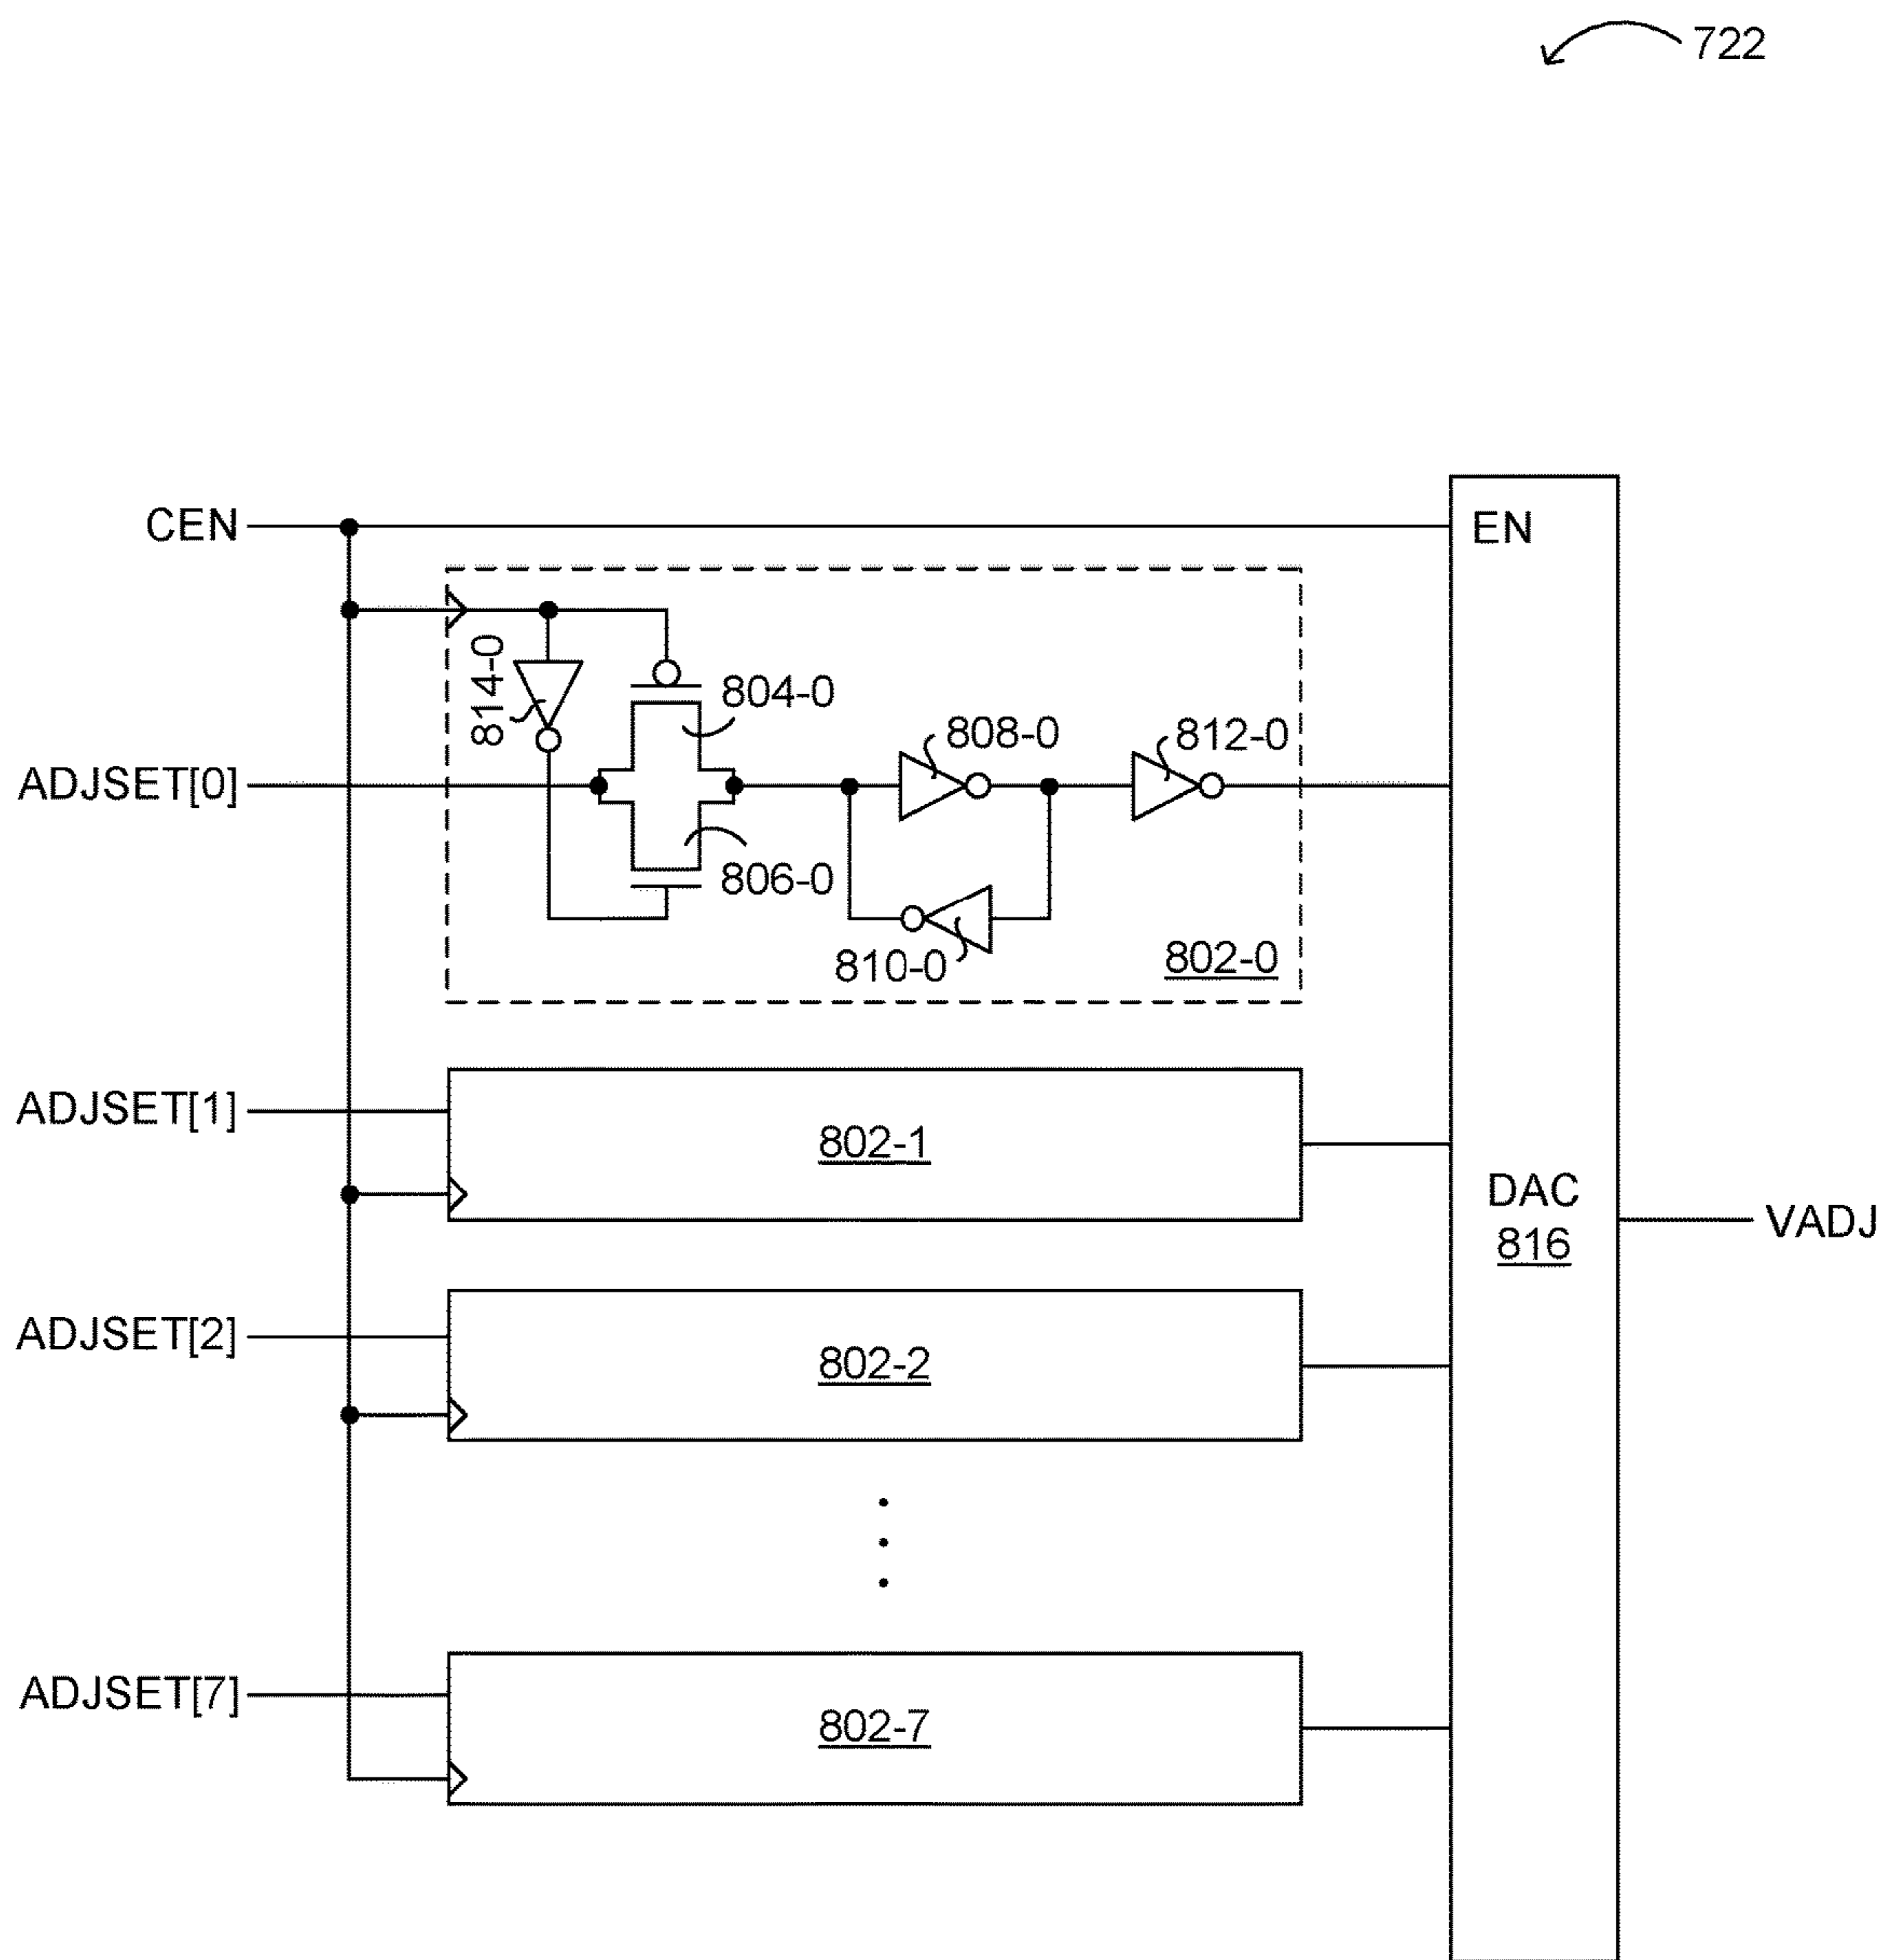 722
CEN
EN
814-0
804-0
808-0
812-0
ADJSET[0]
806-0
810-0
802-0
ADJSET[1]
802-1
DAC
816
VADJ
ADJSET[2]
802-2
ADJSET[7]
802-7